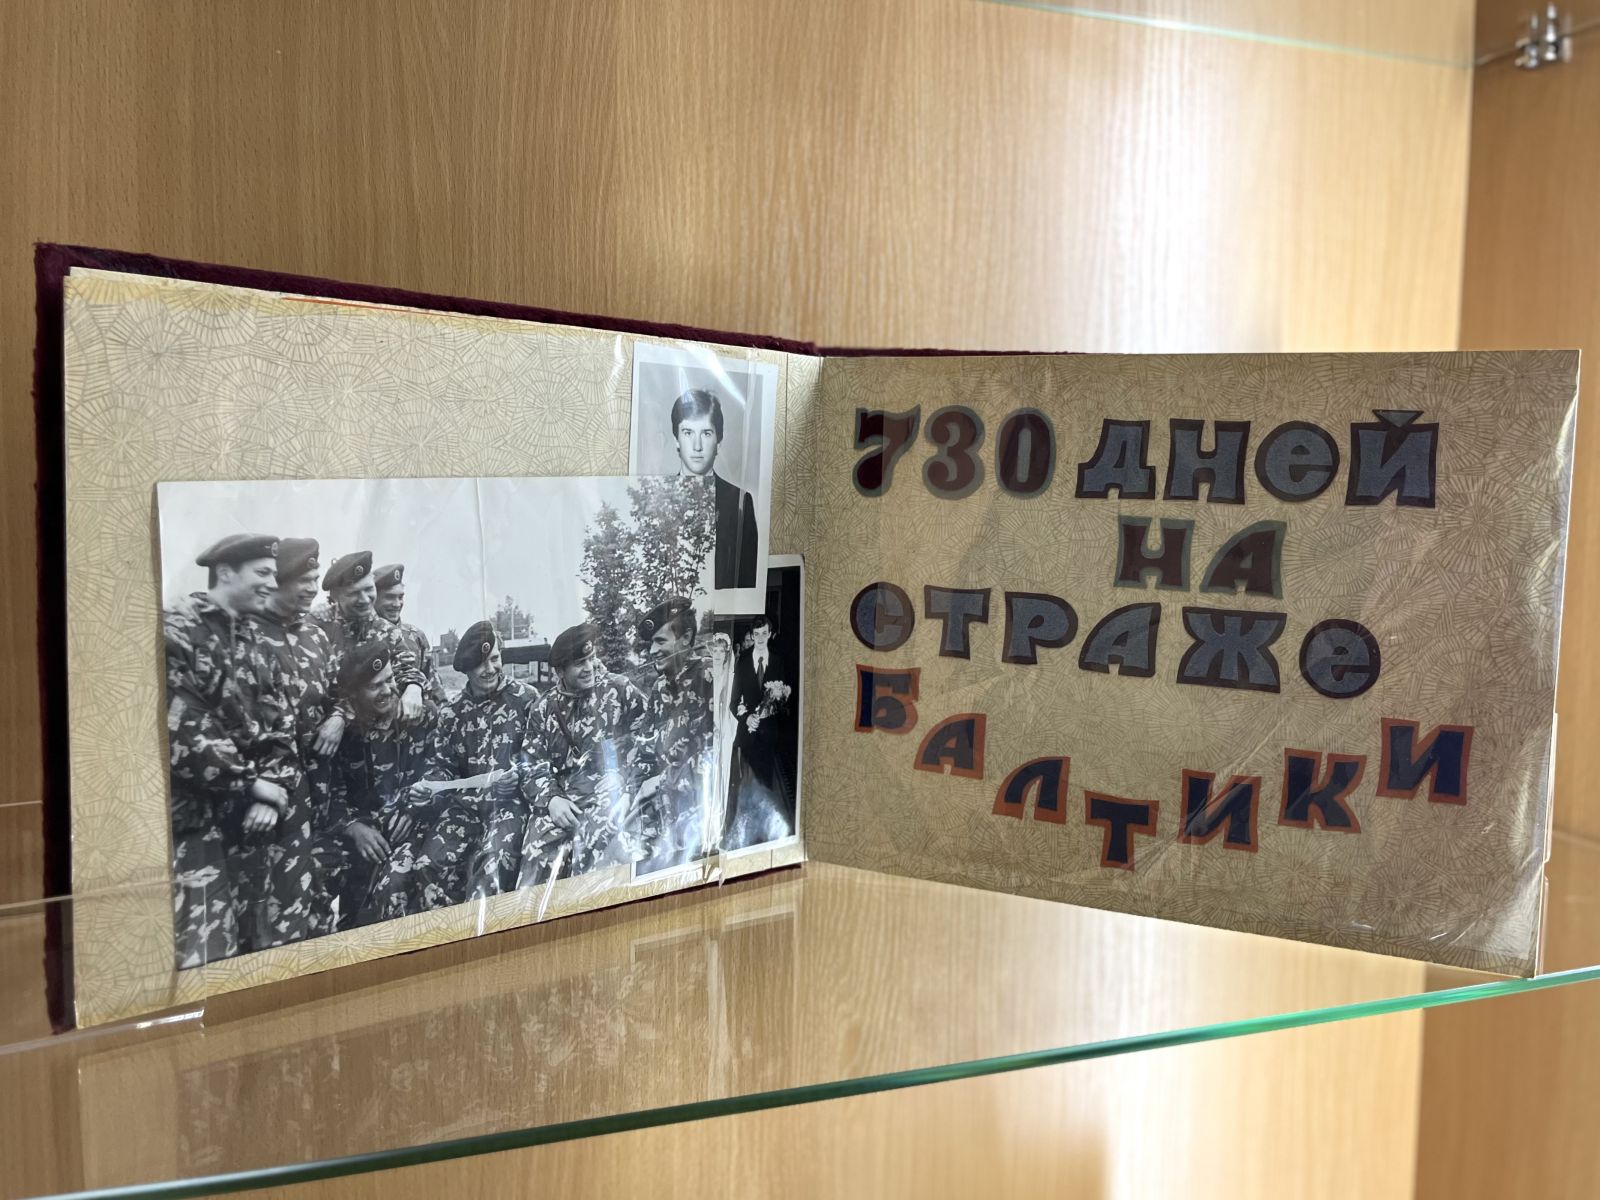 730 дней
на
страже
Балтики